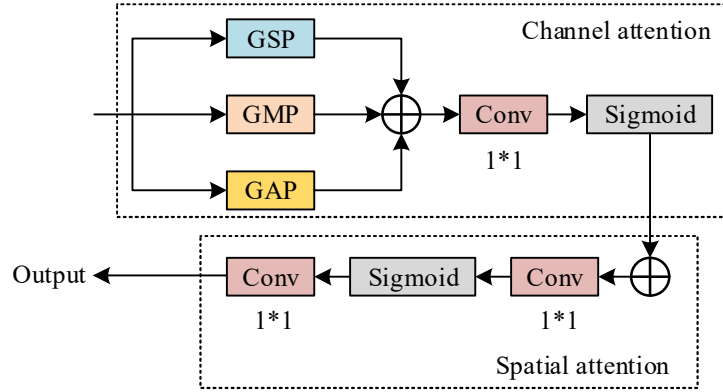 Channel attention
GSP
GMP
Conv
Sigmoid
1*1
GAP
Output
Conv
Sigmoid
Conv
1*1
1*1
Spatial attention